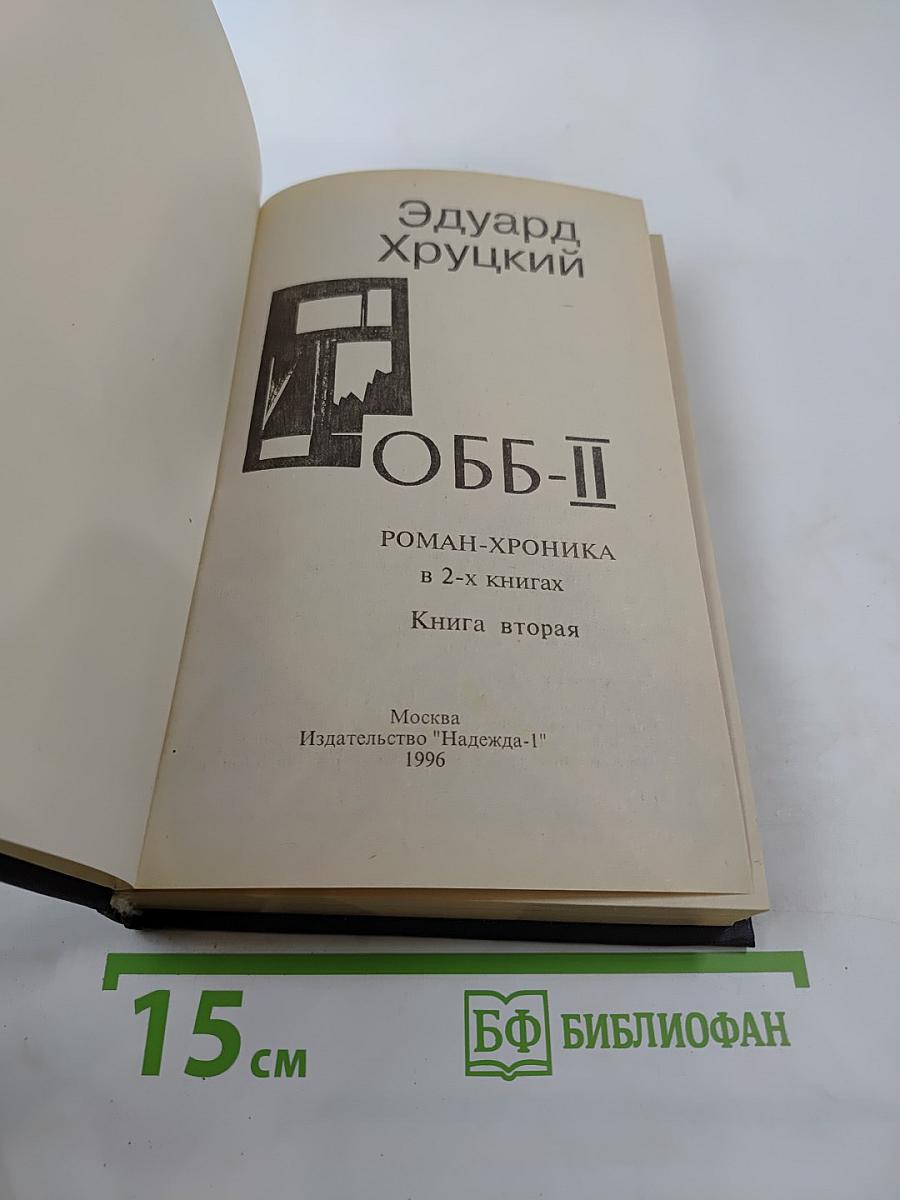 Эдуард
Хруцкий
ОББ-II
РОМАН-ХРОНИКА
в 2-х книгах
Книга вторая
Москва
Издательство "Надежда-1"
1996
15 см
БФ БИБЛИОФАН